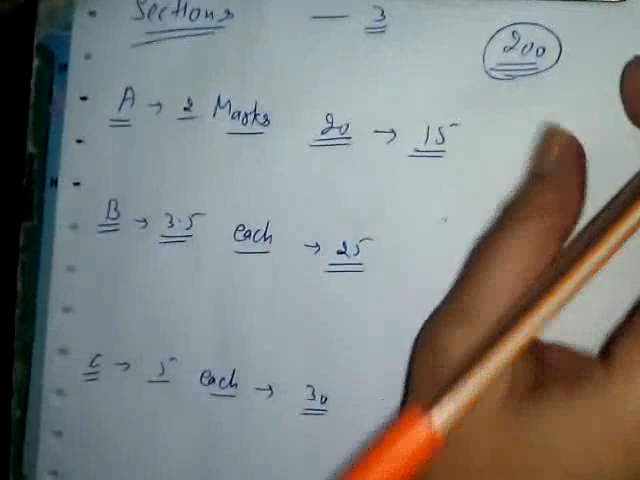 Sections — 3
200
A → 2 Marks 20 → 15
B → 3.5 each → 25
C → 5 each → 30